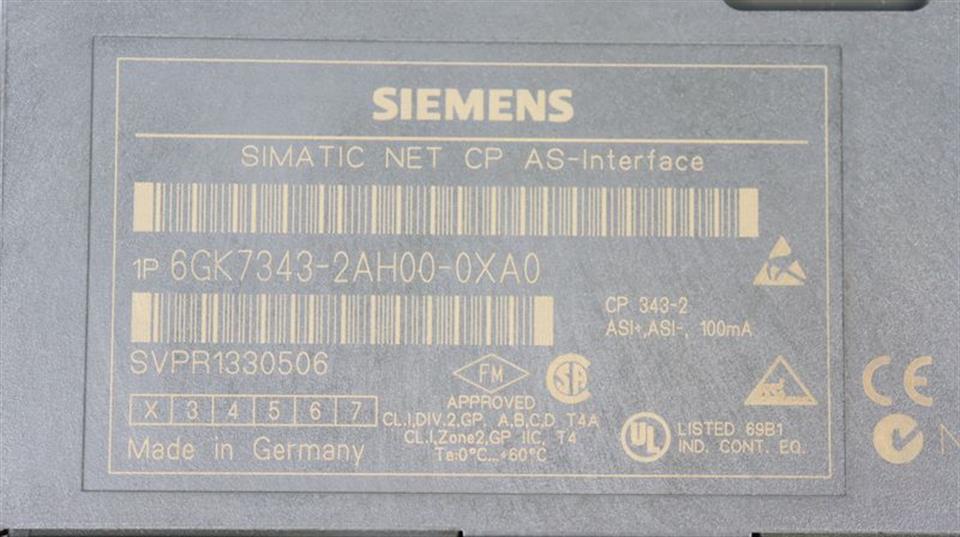 SIEMENS
SIMATIC NET CP AS-Interface
1P 6GK7343-2AH00-0XA0
CP 343-2
ASI+,ASI-, 100mA
SVPR1330506
FM
APPROVED
CL.I,DIV.2,GP. A,B,C,D T4A
CL.I,Zone2,GP IIC, T4
Ta:0°C...+60°C
SA
X 3 4 5 6 7
Made in Germany
UL
LISTED 69B1
IND. CONT. EQ.
CE
N